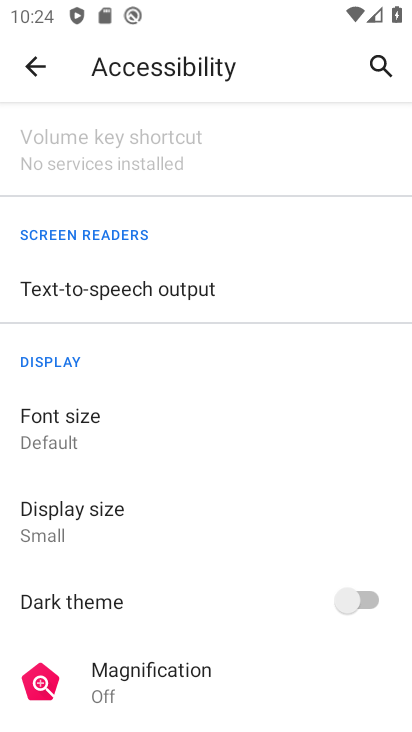 10:24
Accessibility
Volume key shortcut
No services installed
SCREEN READERS
Text-to-speech output
DISPLAY
Font size
Default
Display size
Small
Dark theme
Magnification
Off